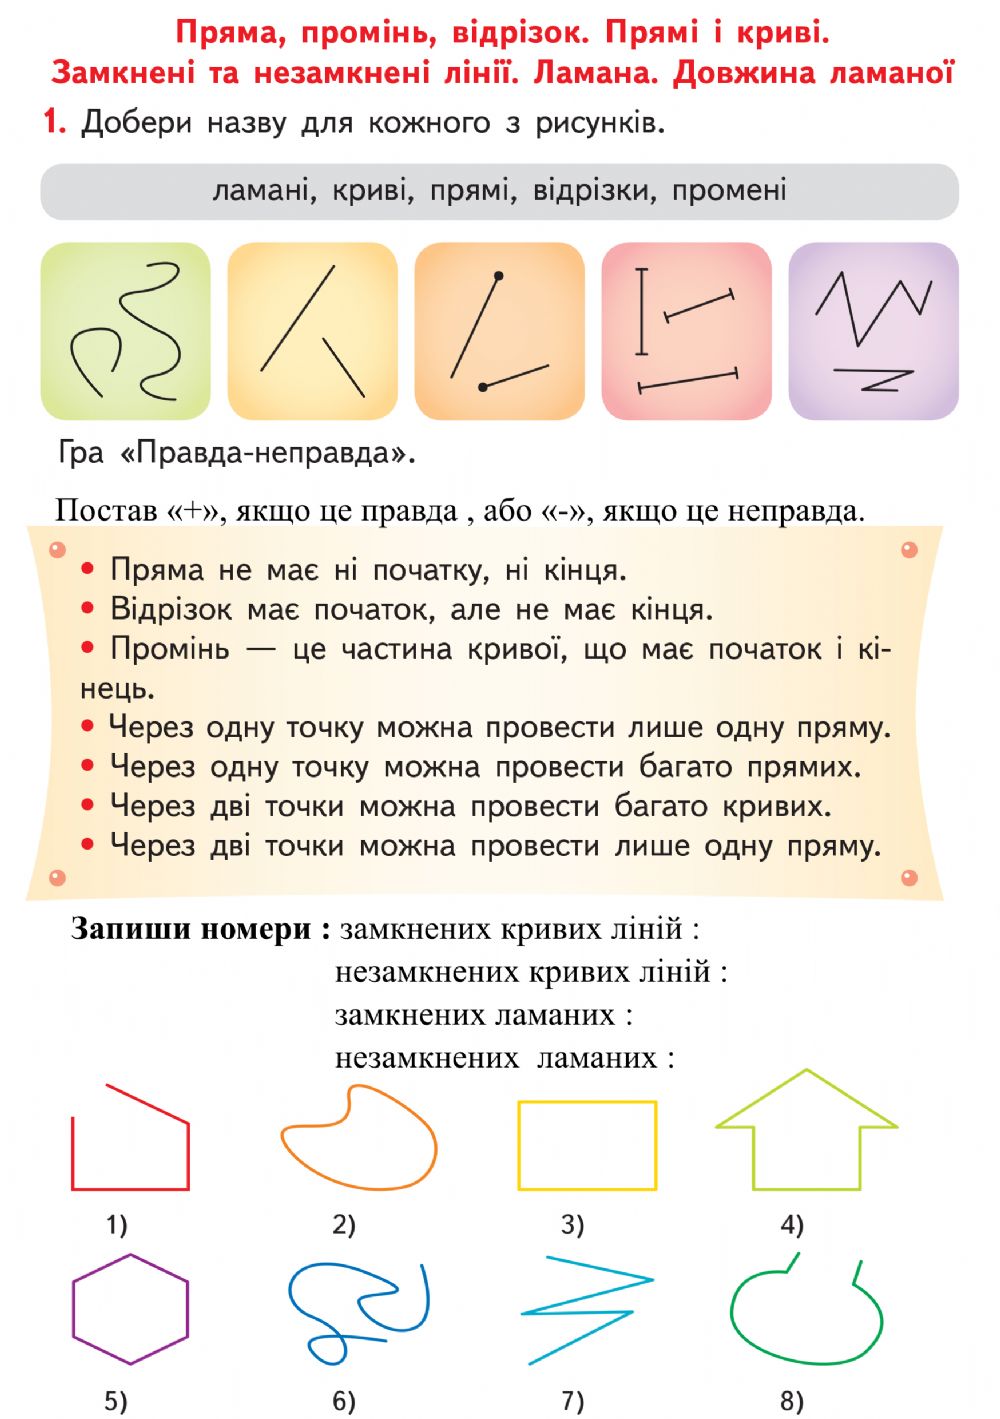 Пряма, промінь, відрізок. Прямі і криві.
Замкнені та незамкнені лінії. Ламана. Довжина ламаної
1. Добери назву для кожного з рисунків.
ламані, криві, прямі, відрізки, промені
Гра «Правда-неправда».
Постав «+», якщо це правда , або «-», якщо це неправда.
• Пряма не має ні початку, ні кінця.
• Відрізок має початок, але не має кінця.
• Промінь — це частина кривої, що має початок і кі-
нець.
• Через одну точку можна провести лише одну пряму.
• Через одну точку можна провести багато прямих.
• Через дві точки можна провести багато кривих.
• Через дві точки можна провести лише одну пряму.
Запиши номери : замкнених кривих ліній :
незамкнених кривих ліній :
замкнених ламаних :
незамкнених ламаних :
1) 2) 3) 4)
5) 6) 7) 8)